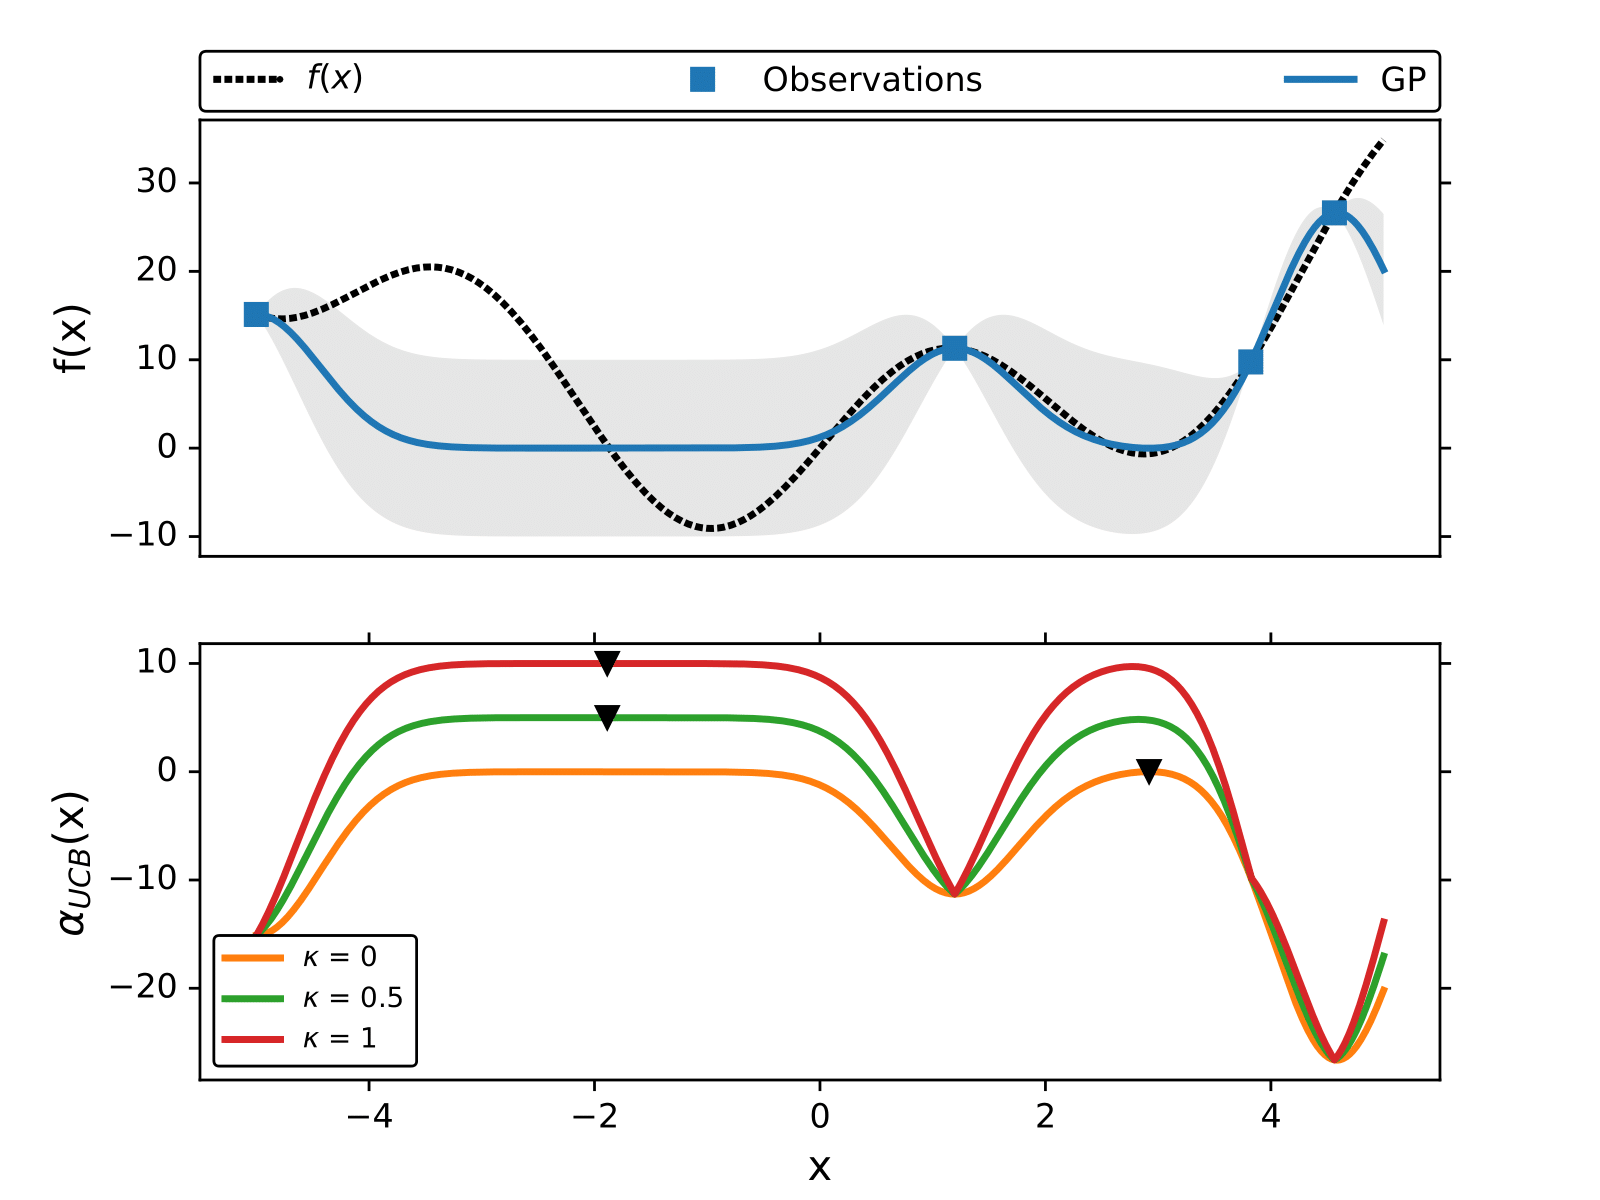 f(x) Observations GP
30
20
10
0
−10
f(x)
10
0
−10
−20
α_UCB(x)
κ = 0
κ = 0.5
κ = 1
−4 −2 0 2 4
x